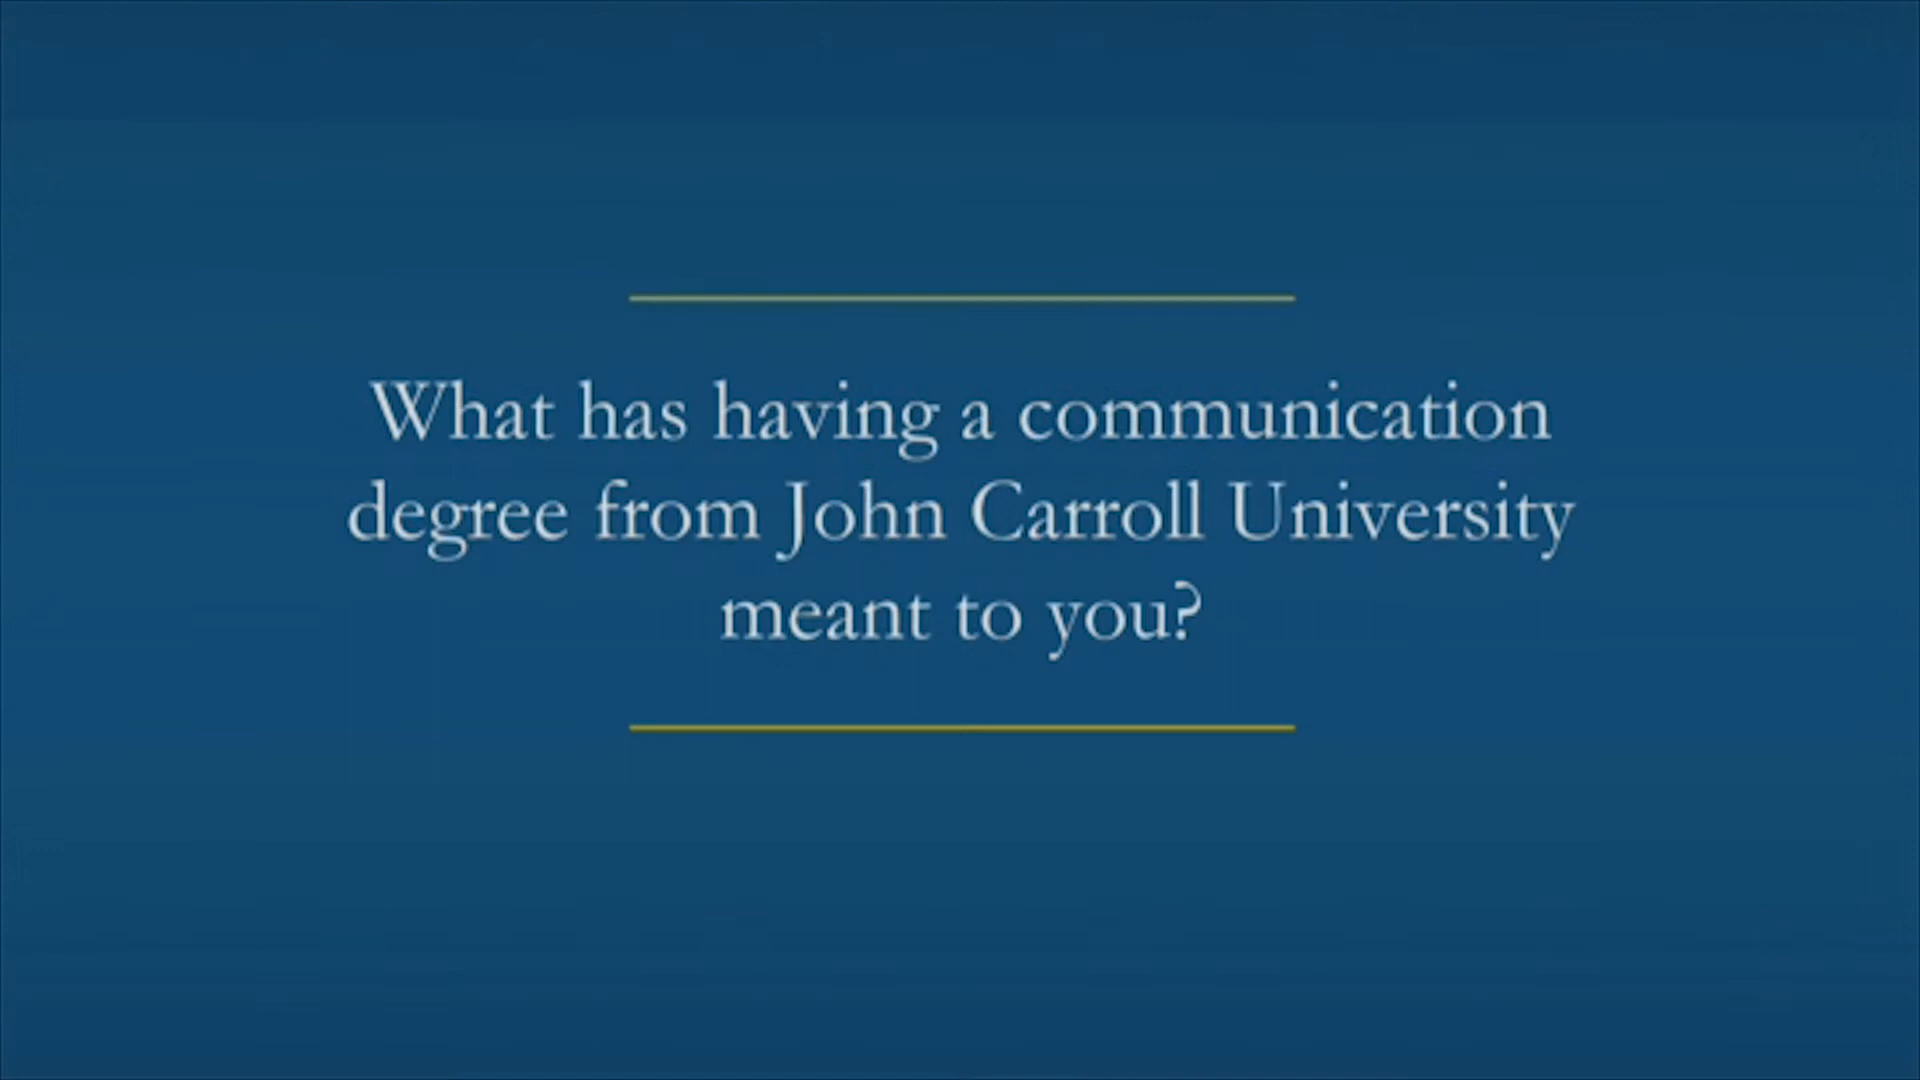 What has having a communication
degree from John Carroll University
meant to you?